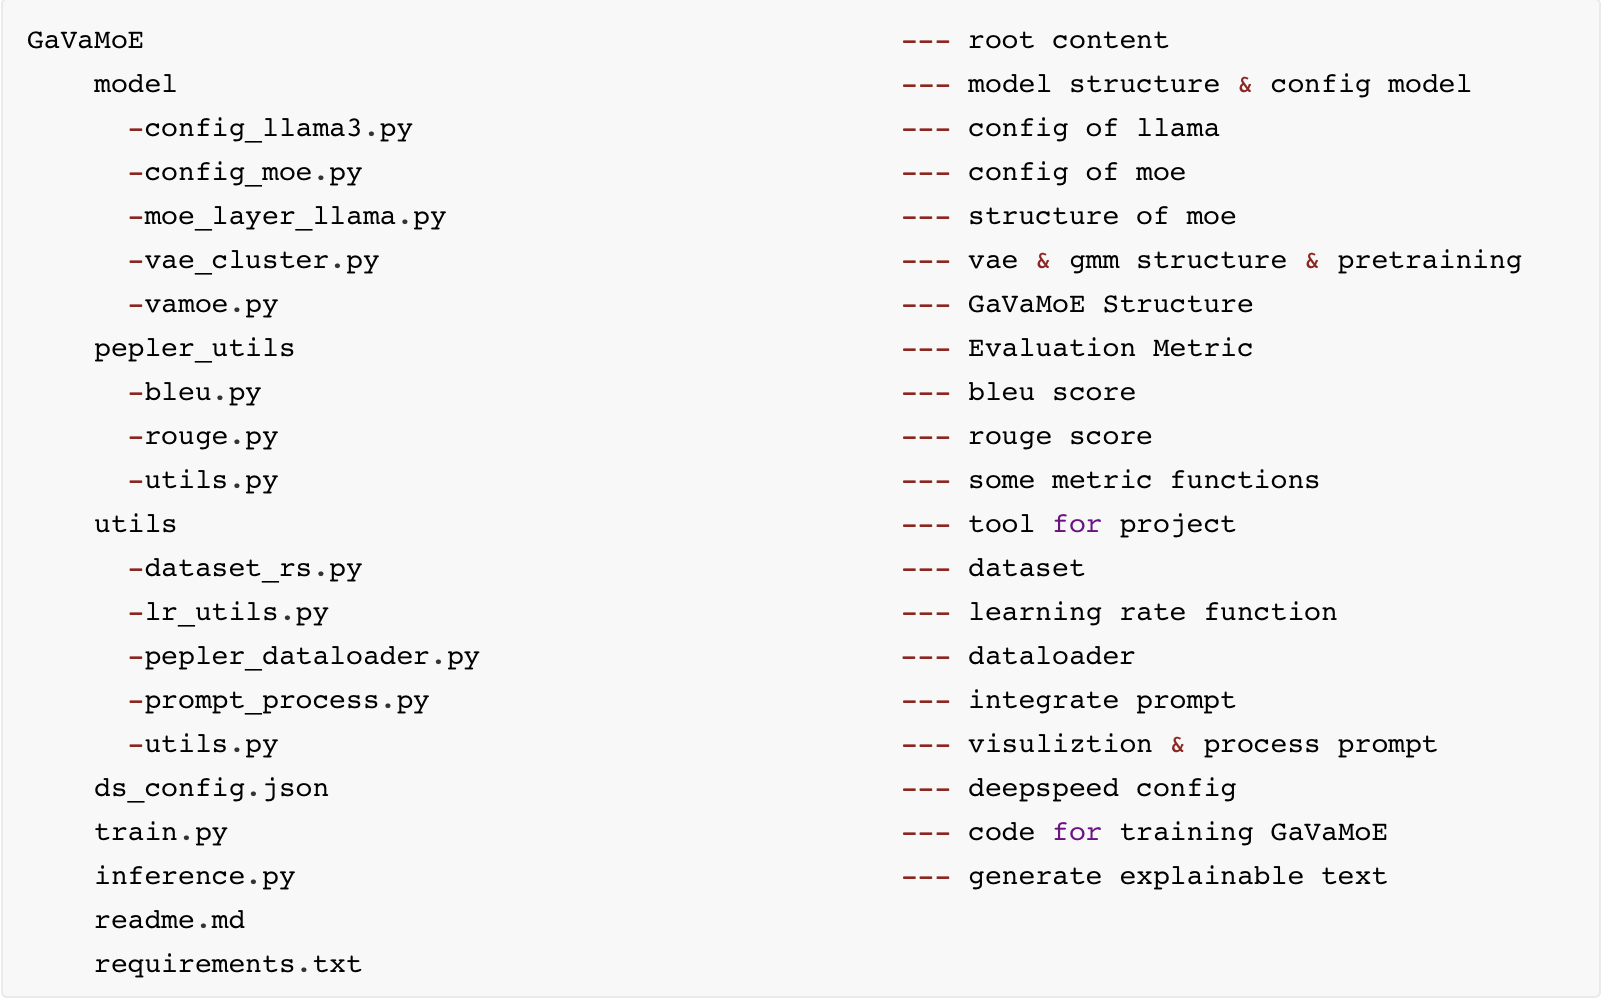 GaVaMoE --- root content
model --- model structure & config model
-config_llama3.py --- config of llama
-config_moe.py --- config of moe
-moe_layer_llama.py --- structure of moe
-vae_cluster.py --- vae & gmm structure & pretraining
-vamoe.py --- GaVaMoE Structure
pepler_utils --- Evaluation Metric
-bleu.py --- bleu score
-rouge.py --- rouge score
-utils.py --- some metric functions
utils --- tool for project
-dataset_rs.py --- dataset
-lr_utils.py --- learning rate function
-pepler_dataloader.py --- dataloader
-prompt_process.py --- integrate prompt
-utils.py --- visuliztion & process prompt
ds_config.json --- deepspeed config
train.py --- code for training GaVaMoE
inference.py --- generate explainable text
readme.md
requirements.txt